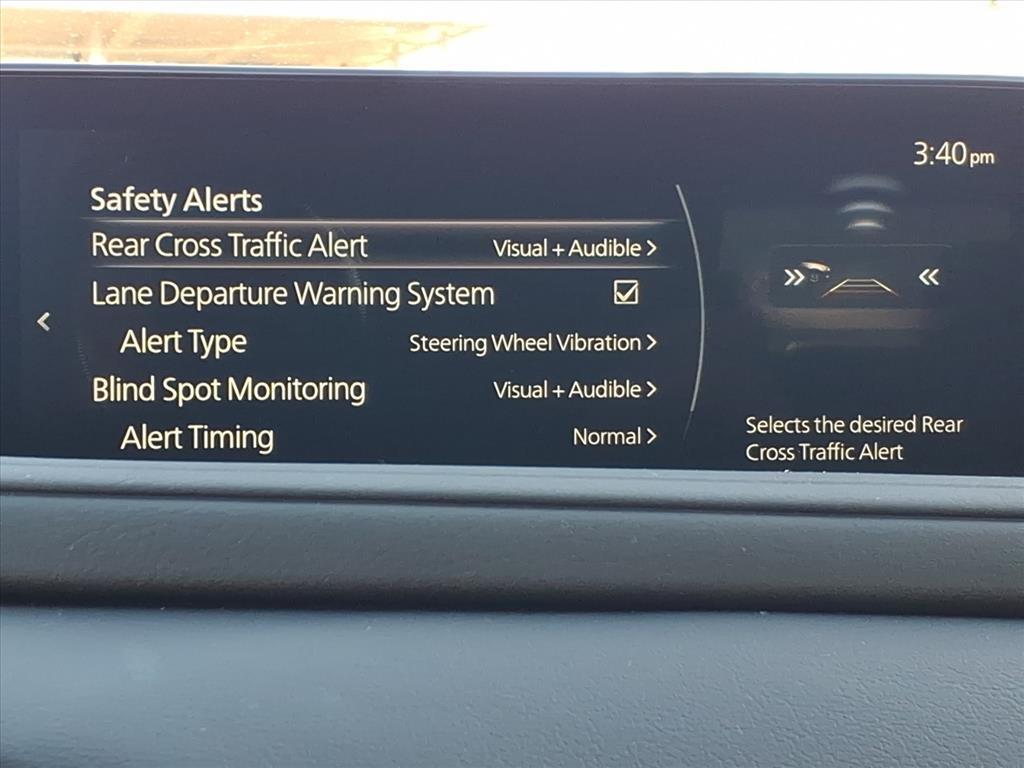 3:40pm
Safety Alerts
Rear Cross Traffic Alert Visual + Audible >
Lane Departure Warning System
Alert Type Steering Wheel Vibration >
Blind Spot Monitoring Visual + Audible >
Alert Timing Normal >
Selects the desired Rear
Cross Traffic Alert